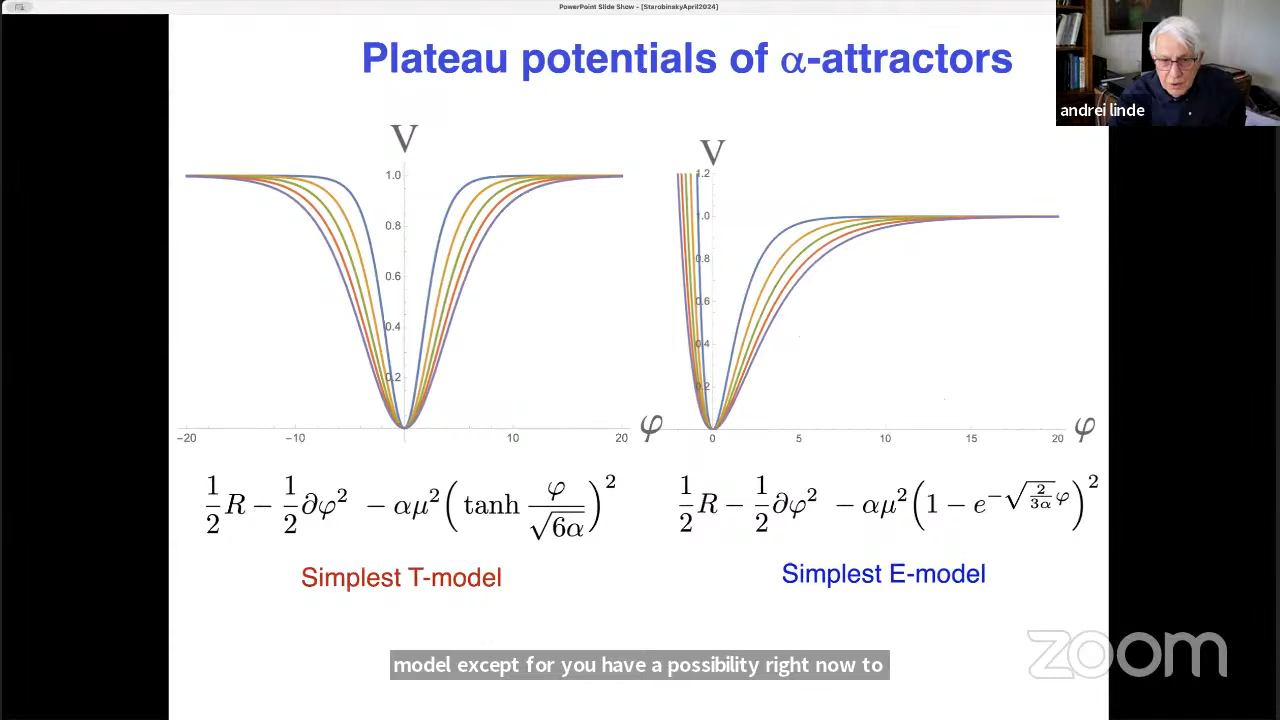 PowerPoint Slide Show - [StarobinskyApril2024]
Plateau potentials of α-attractors
andrei linde
V
1.0
0.8
0.6
0.4
0.2
−20
−10
10
20
φ
V
1.2
1.0
0.8
0.6
0.4
0.2
0
5
10
15
20
φ
1/2 R − 1/2 ∂φ² − αμ² (tanh φ/√6α)²
1/2 R − 1/2 ∂φ² − αμ² (1 − e^−√(2/3α) φ)²
Simplest T-model
Simplest E-model
model except for you have a possibility right now to
zoom